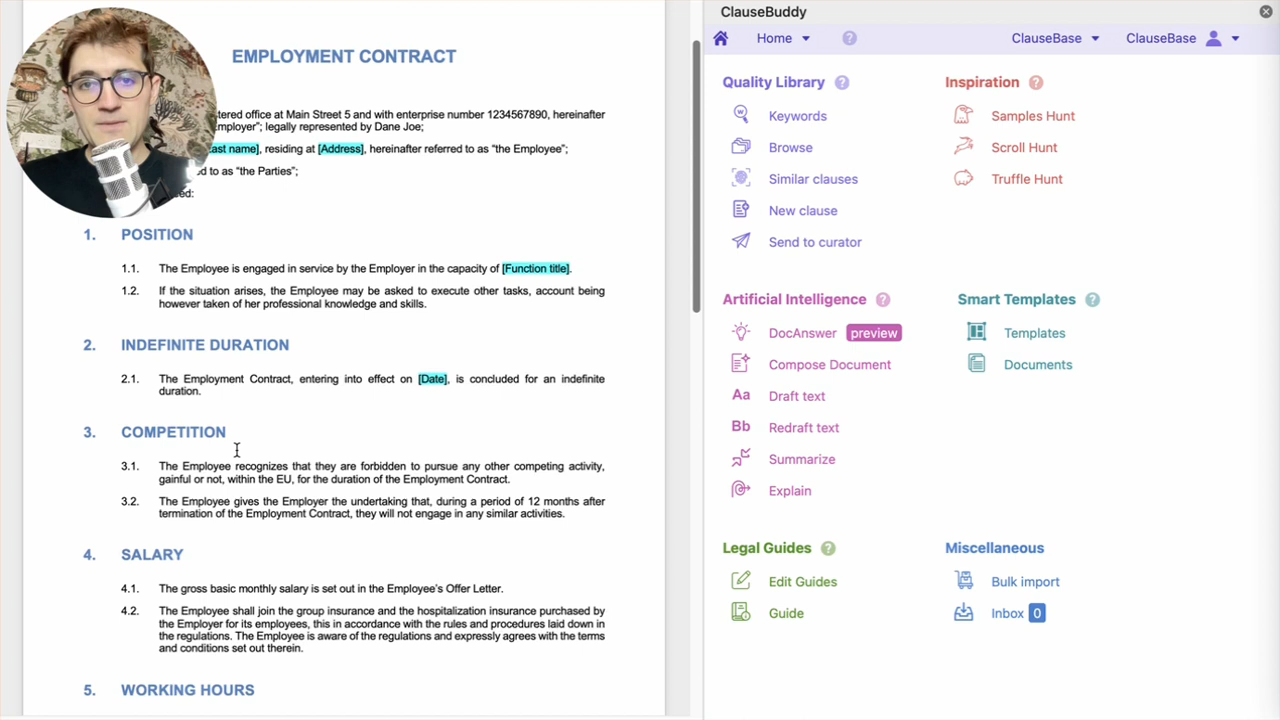 EMPLOYMENT CONTRACT
tered office at Main Street 5 and with enterprise number 1234567890, hereinafter
mployer"; legally represented by Dane Joe;
ast name], residing at [Address], hereinafter referred to as “the Employee”;
d to as “the Parties”;
ed:
1. POSITION
1.1. The Employee is engaged in service by the Employer in the capacity of [Function title].
1.2. If the situation arises, the Employee may be asked to execute other tasks, account being
however taken of her professional knowledge and skills.
2. INDEFINITE DURATION
2.1. The Employment Contract, entering into effect on [Date], is concluded for an indefinite
duration.
3. COMPETITION
3.1. The Employee recognizes that they are forbidden to pursue any other competing activity,
gainful or not, within the EU, for the duration of the Employment Contract.
3.2. The Employee gives the Employer the undertaking that, during a period of 12 months after
termination of the Employment Contract, they will not engage in any similar activities.
4. SALARY
4.1. The gross basic monthly salary is set out in the Employee's Offer Letter.
4.2. The Employee shall join the group insurance and the hospitalization insurance purchased by
the Employer for its employees, this in accordance with the rules and procedures laid down in
the regulations. The Employee is aware of the regulations and expressly agrees with the terms
and conditions set out therein.
5. WORKING HOURS
ClauseBuddy
Home ? ClauseBase ClauseBase
Quality Library ?
Keywords
Browse
Similar clauses
New clause
Send to curator
Inspiration ?
Samples Hunt
Scroll Hunt
Truffle Hunt
Artificial Intelligence ?
DocAnswer preview
Compose Document
Aa Draft text
Bb Redraft text
Summarize
Explain
Smart Templates ?
Templates
Documents
Legal Guides ?
Edit Guides
Guide
Miscellaneous
Bulk import
Inbox 0